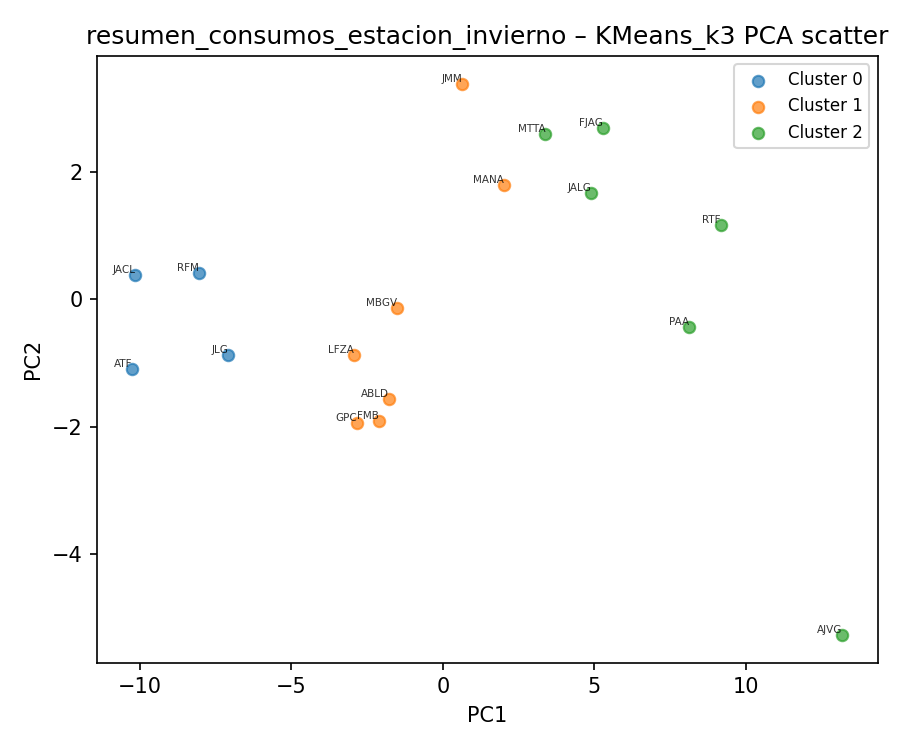 resumen_consumos_estacion_invierno – KMeans_k3 PCA scatter
Cluster 0
Cluster 1
Cluster 2
JMM
MTTA
FJAG
MANA
JALG
RTF
JACL
RFM
MBGV
PAA
ATF
JLG
LFZA
ABLD
GPC
FMB
AJVG
2
0
−2
−4
PC2
−10
−5
0
5
10
PC1